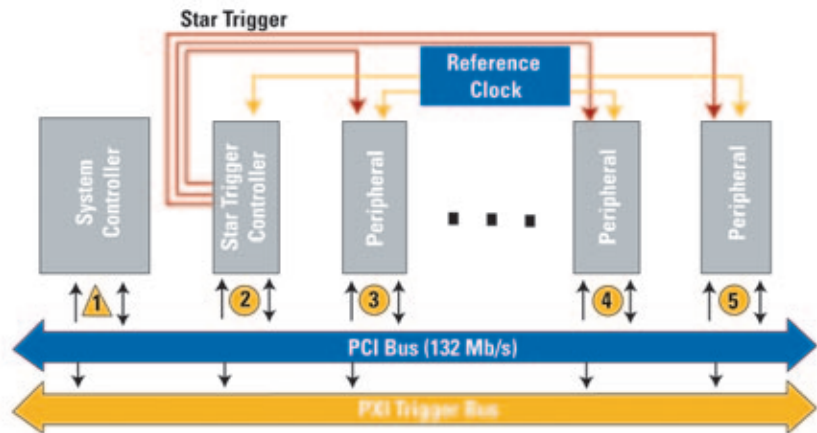 Star Trigger
Reference
Clock
System
Controller
Star Trigger
Controller
Peripheral
Peripheral
Peripheral
1
2
3
4
5
PCI Bus (132 Mb/s)
PXI Trigger Bus